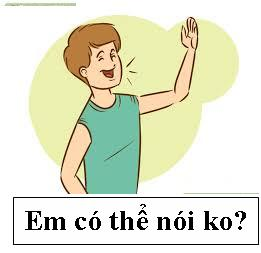 Em có thể nói ko?